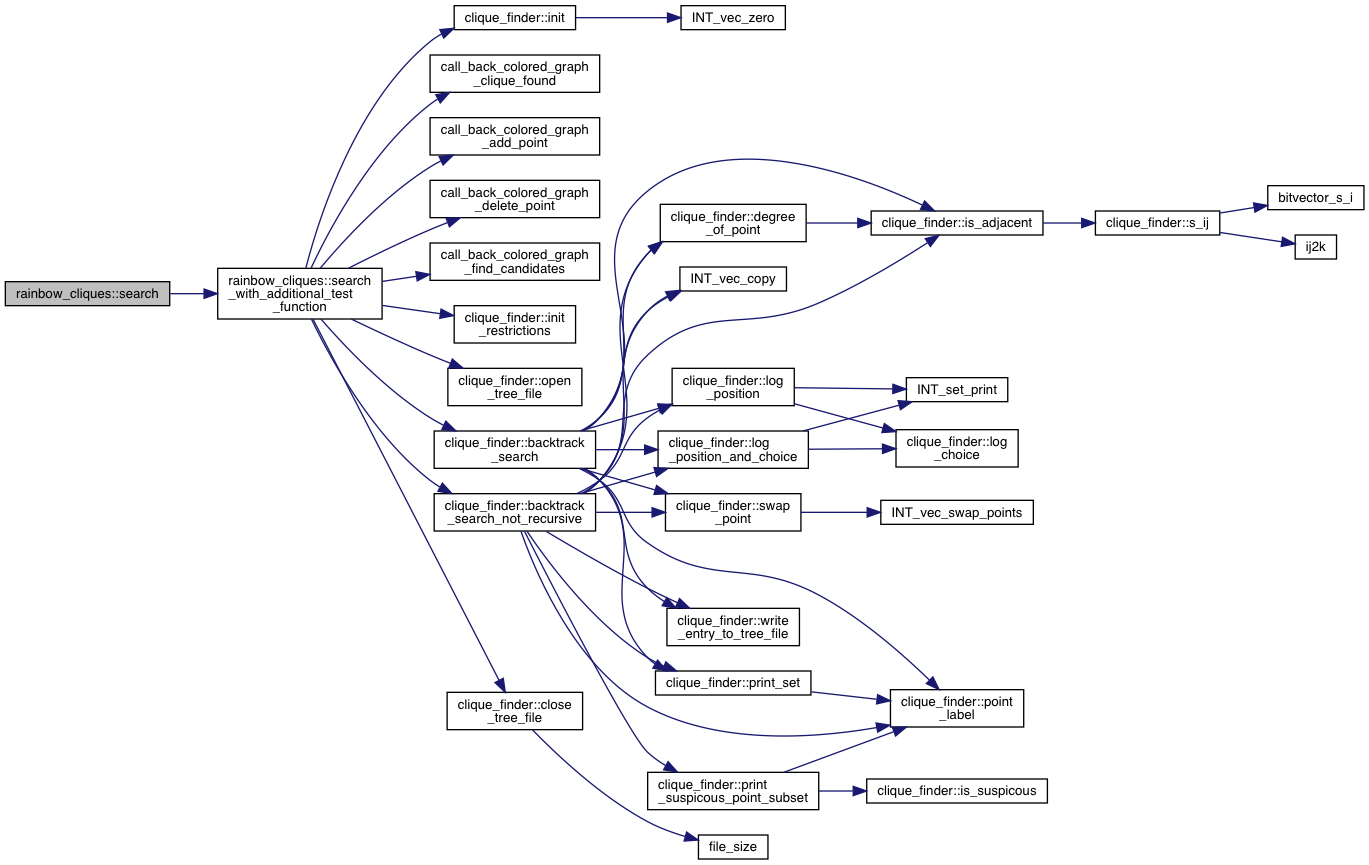 rainbow_cliques::search
rainbow_cliques::search
_with_additional_test
_function
clique_finder::init
call_back_colored_graph
_clique_found
call_back_colored_graph
_add_point
call_back_colored_graph
_delete_point
call_back_colored_graph
_find_candidates
clique_finder::init
_restrictions
clique_finder::open
_tree_file
clique_finder::backtrack
_search
clique_finder::backtrack
_search_not_recursive
clique_finder::close
_tree_file
INT_vec_zero
clique_finder::degree
_of_point
INT_vec_copy
clique_finder::log
_position
clique_finder::log
_position_and_choice
clique_finder::swap
_point
clique_finder::write
_entry_to_tree_file
clique_finder::print_set
clique_finder::print
_suspicous_point_subset
file_size
clique_finder::is_adjacent
INT_set_print
clique_finder::log
_choice
INT_vec_swap_points
clique_finder::point
_label
clique_finder::is_suspicous
clique_finder::s_ij
bitvector_s_i
ij2k